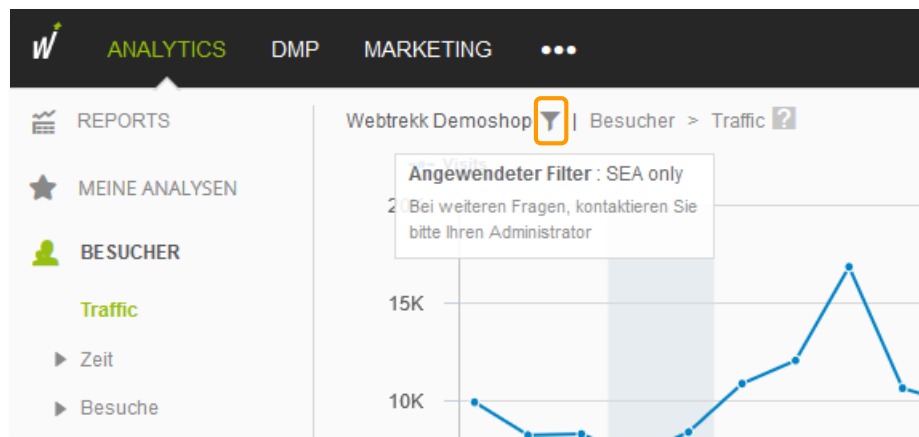 W ANALYTICS DMP MARKETING •••
REPORTS
Webtrekk Demoshop | Besucher > Traffic ?
Visits
Angewendeter Filter : SEA only
Bei weiteren Fragen, kontaktieren Sie
bitte Ihren Administrator
MEINE ANALYSEN
BESUCHER
Traffic
15K
Zeit
Besuche
10K